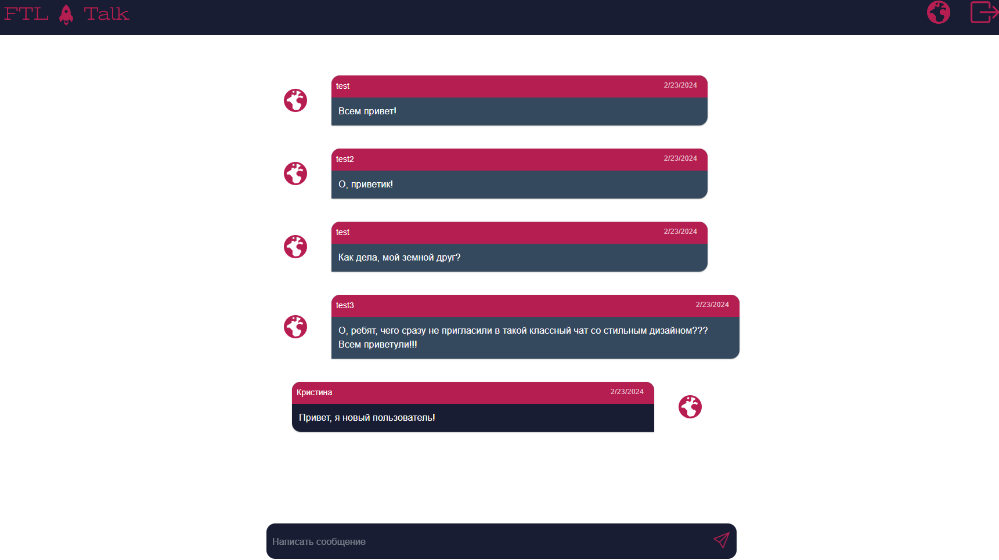 FTL Talk
test 2/23/2024
Всем привет!
test2 2/23/2024
О, приветик!
test 2/23/2024
Как дела, мой земной друг?
test3 2/23/2024
О, ребят, чего сразу не пригласили в такой классный чат со стильным дизайном???
Всем приветули!!!
Кристина 2/23/2024
Привет, я новый пользователь!
Написать сообщение